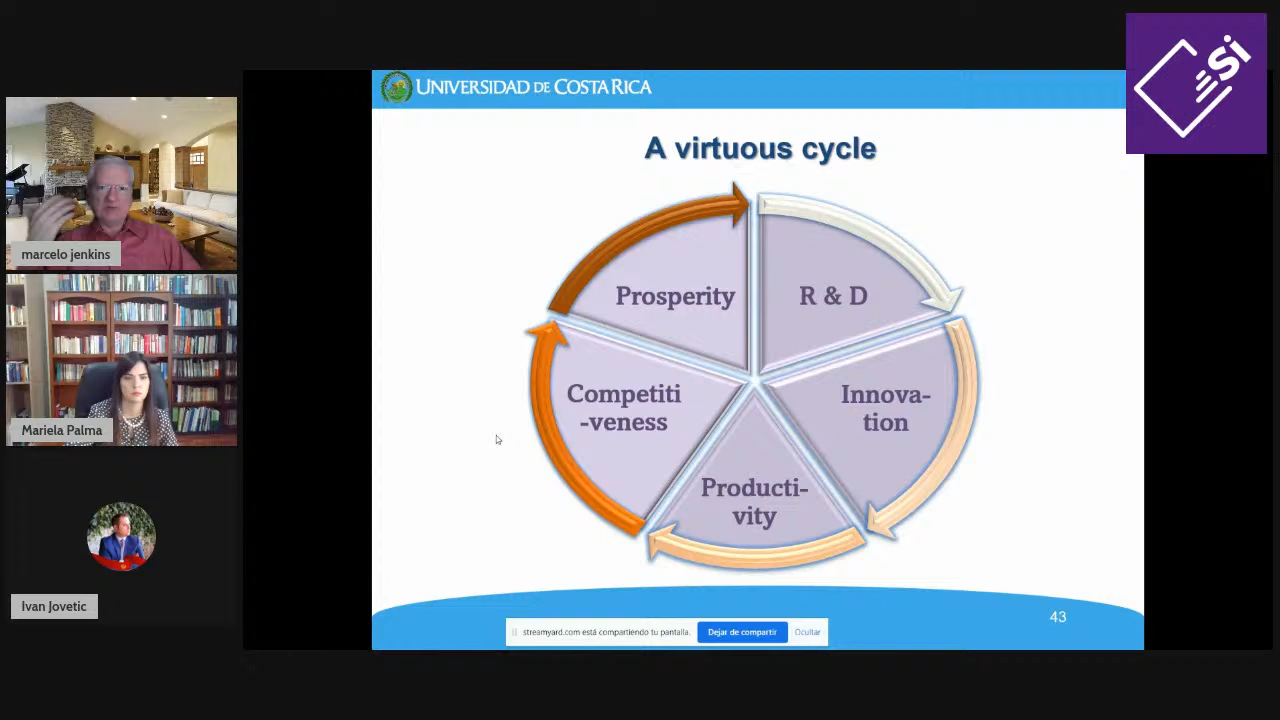 Si
UNIVERSIDAD DE COSTA RICA
A virtuous cycle
Prosperity
R & D
Competiti
-veness
Innova-
tion
Producti-
vity
43
streamyard.com está compartiendo tu pantalla.
Dejar de compartir
Ocultar
marcelo jenkins
Mariela Palma
Ivan Jovetic